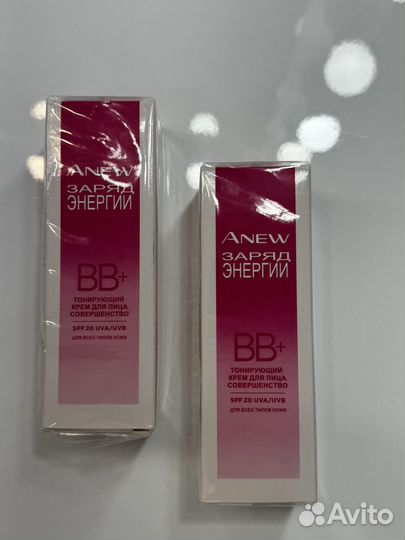 ANEW
ЗАРЯД
ЭНЕРГИИ
BB+
ТОНИРУЮЩИЙ
КРЕМ ДЛЯ ЛИЦА
СОВЕРШЕНСТВО
SPF 20 UVA/UVB
ДЛЯ ВСЕХ ТИПОВ КОЖИ
ANEW
ЗАРЯД
ЭНЕРГИИ
BB+
ТОНИРУЮЩИЙ
КРЕМ ДЛЯ ЛИЦА
СОВЕРШЕНСТВО
SPF 20 UVA/UVB
ДЛЯ ВСЕХ ТИПОВ КОЖИ
Avito